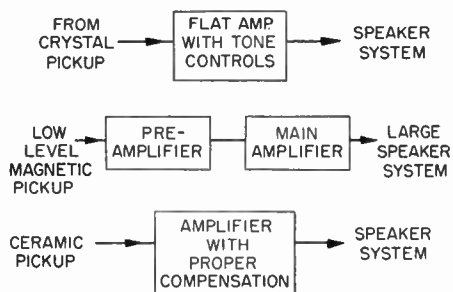 FROM
CRYSTAL
PICKUP
FLAT AMP.
WITH TONE
CONTROLS
SPEAKER
SYSTEM
LOW
LEVEL
MAGNETIC
PICKUP
PRE-
AMPLIFIER
MAIN
AMPLIFIER
LARGE
SPEAKER
SYSTEM
CERAMIC
PICKUP
AMPLIFIER
WITH
PROPER
COMPENSATION
SPEAKER
SYSTEM